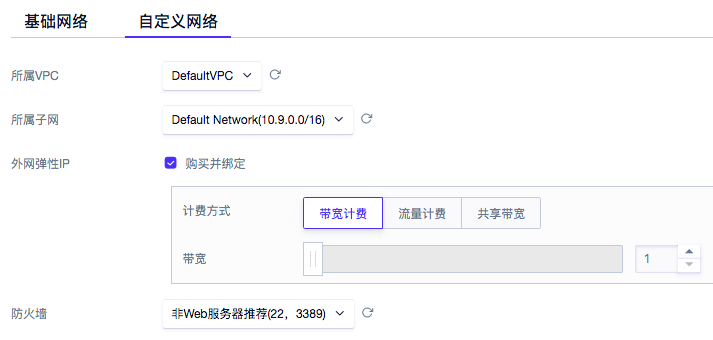 基础网络 自定义网络
所属VPC DefaultVPC
所属子网 Default Network(10.9.0.0/16)
外网弹性IP 购买并绑定
计费方式 带宽计费 流量计费 共享带宽
带宽 1
防火墙 非Web服务器推荐(22，3389)